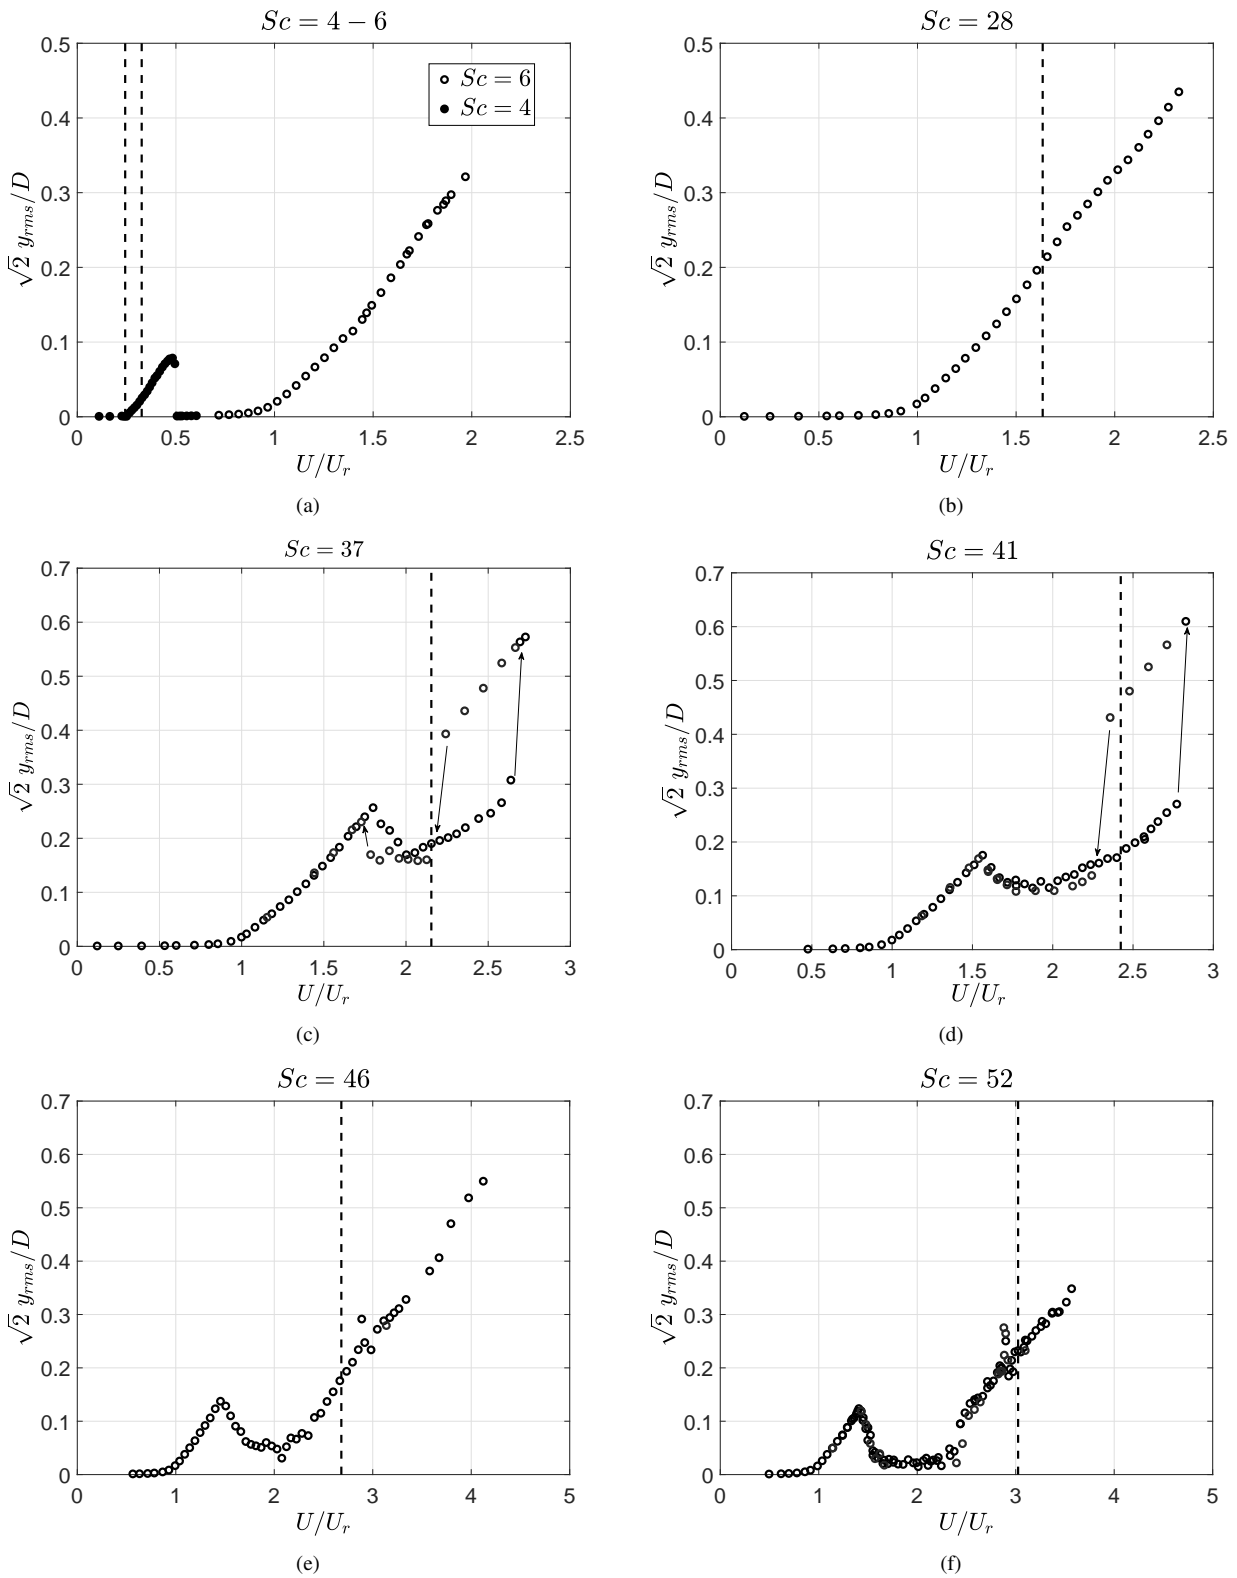 Sc = 4 − 6
0.5
0.4
0.3
0.2
0.1
0
√2 y_rms/D
Sc = 6
Sc = 4
0 0.5 1 1.5 2 2.5
U/U_r
(a)
Sc = 28
0.5
0.4
0.3
0.2
0.1
0
√2 y_rms/D
0 0.5 1 1.5 2 2.5
U/U_r
(b)
Sc = 37
0.7
0.6
0.5
0.4
0.3
0.2
0.1
0
√2 y_rms/D
0 0.5 1 1.5 2 2.5 3
U/U_r
(c)
Sc = 41
0.7
0.6
0.5
0.4
0.3
0.2
0.1
0
√2 y_rms/D
0 0.5 1 1.5 2 2.5 3
U/U_r
(d)
Sc = 46
0.7
0.6
0.5
0.4
0.3
0.2
0.1
0
√2 y_rms/D
0 1 2 3 4 5
U/U_r
(e)
Sc = 52
0.7
0.6
0.5
0.4
0.3
0.2
0.1
0
√2 y_rms/D
0 1 2 3 4 5
U/U_r
(f)